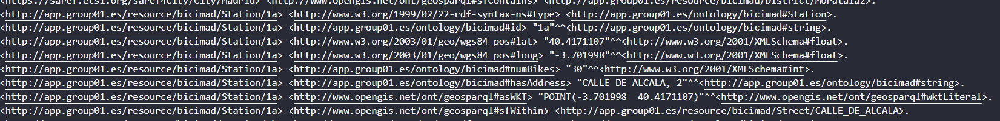 <https://saref.etsi.org/saref4city/City/Madrid> <http://www.opengis.net/ont/geosparql#sfContains> <http://app.group01.es/resource/bicimad/District/Moratalaz>.
<http://app.group01.es/resource/bicimad/Station/1a> <http://www.w3.org/1999/02/22-rdf-syntax-ns#type> <http://app.group01.es/ontology/bicimad#Station>.
<http://app.group01.es/resource/bicimad/Station/1a> <http://app.group01.es/ontology/bicimad#id> "1a"^^<http://app.group01.es/ontology/bicimad#string>.
<http://app.group01.es/resource/bicimad/Station/1a> <http://www.w3.org/2003/01/geo/wgs84_pos#lat> "40.4171107"^^<http://www.w3.org/2001/XMLSchema#float>.
<http://app.group01.es/resource/bicimad/Station/1a> <http://www.w3.org/2003/01/geo/wgs84_pos#long> "-3.701998"^^<http://www.w3.org/2001/XMLSchema#float>.
<http://app.group01.es/resource/bicimad/Station/1a> <http://app.group01.es/ontology/bicimad#numBikes> "30"^^<http://www.w3.org/2001/XMLSchema#int>.
<http://app.group01.es/resource/bicimad/Station/1a> <http://app.group01.es/ontology/bicimad#hasAddress> "CALLE DE ALCALA, 2"^^<http://app.group01.es/ontology/bicimad#string>.
<http://app.group01.es/resource/bicimad/Station/1a> <http://www.opengis.net/ont/geosparql#asWKT> "POINT(-3.701998  40.4171107)"^^<http://www.opengis.net/ont/geosparql#wktLiteral>.
<http://app.group01.es/resource/bicimad/Station/1a> <http://www.opengis.net/ont/geosparql#sfWithin> <http://app.group01.es/resource/bicimad/Street/CALLE_DE_ALCALA>.